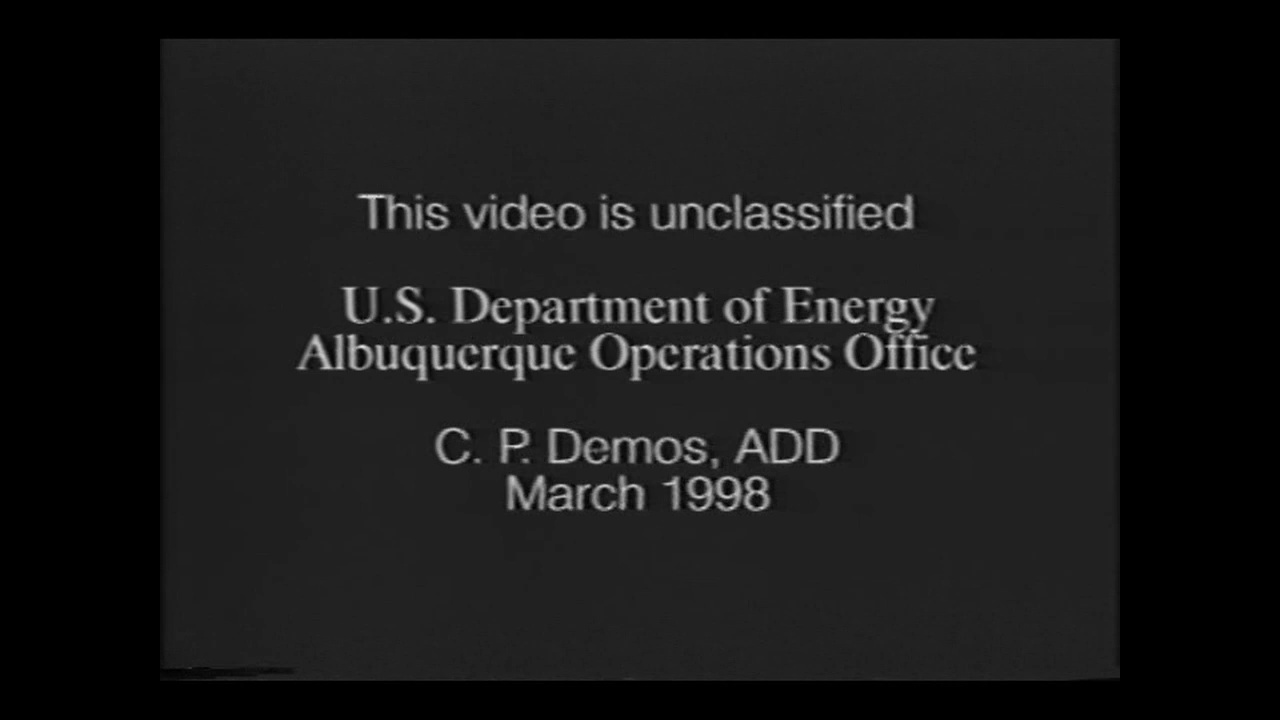 This video is unclassified
U.S. Department of Energy
Albuquerque Operations Office
C. P. Demos, ADD
March 1998